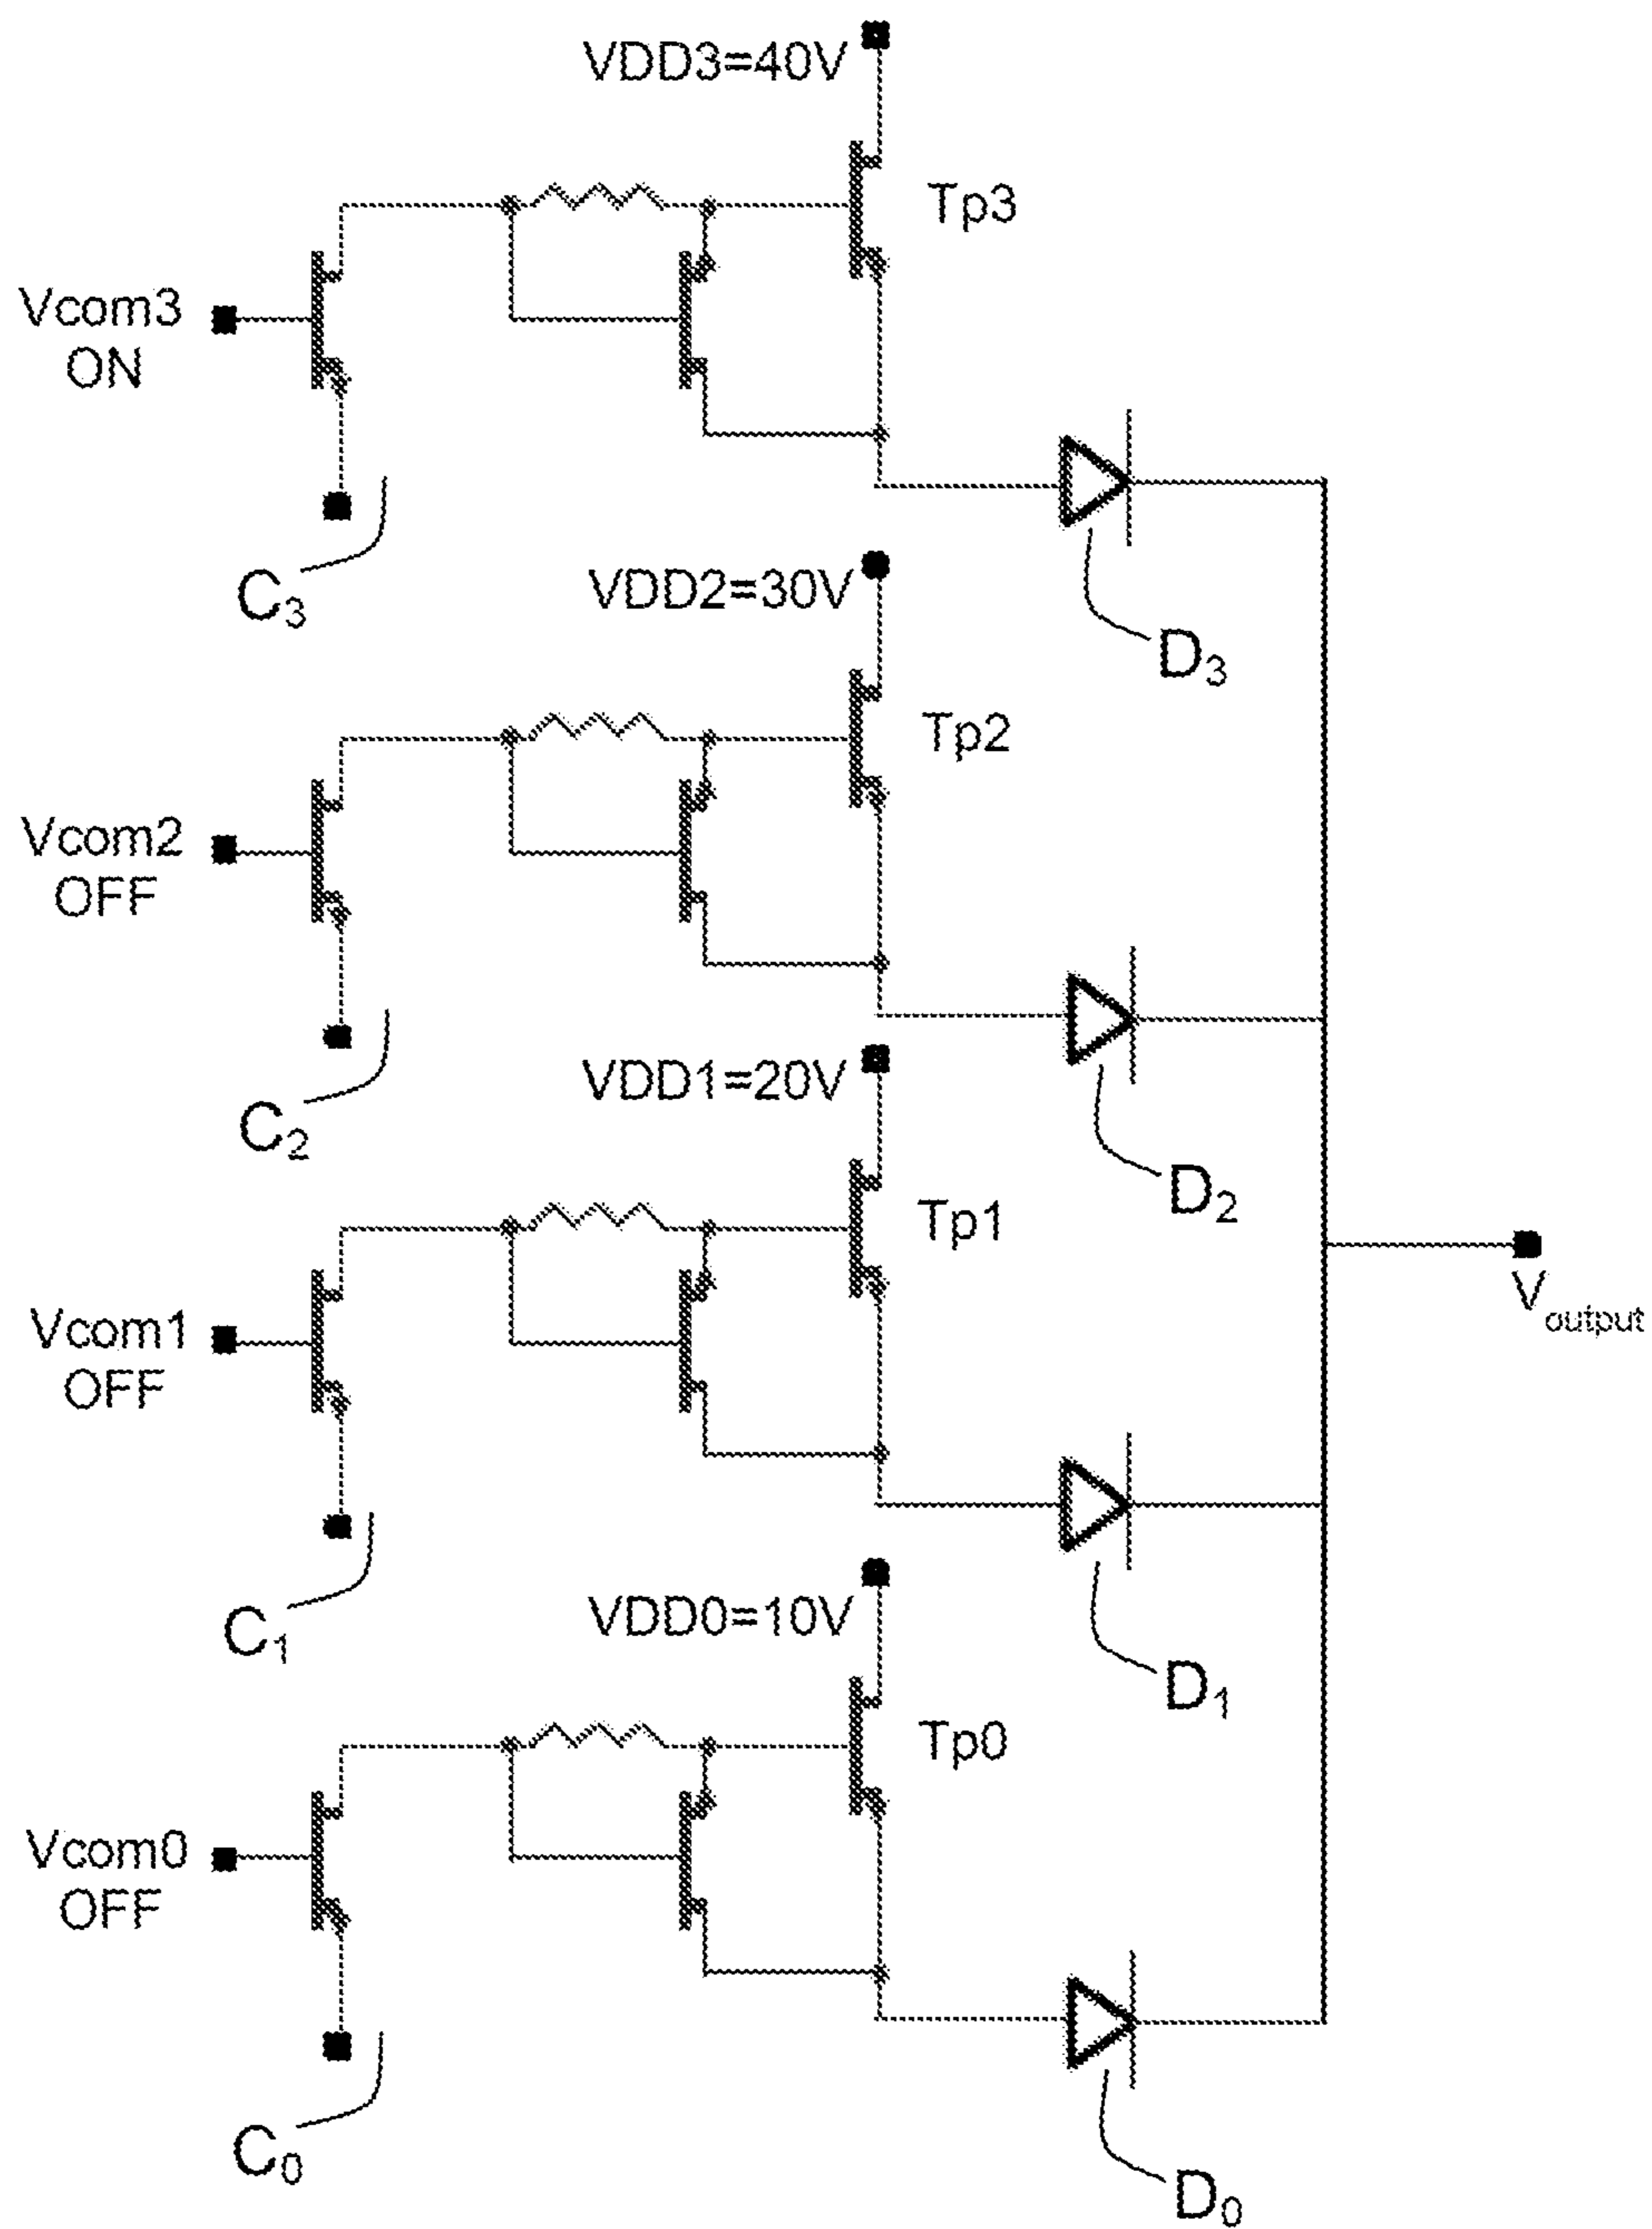 VDD3=40V
Tp3
Vcom3
ON
C3
D3
VDD2=30V
Tp2
Vcom2
OFF
C2
D2
VDD1=20V
Tp1
Vcom1
OFF
C1
D1
Voutput
VDD0=10V
Tp0
Vcom0
OFF
C0
D0